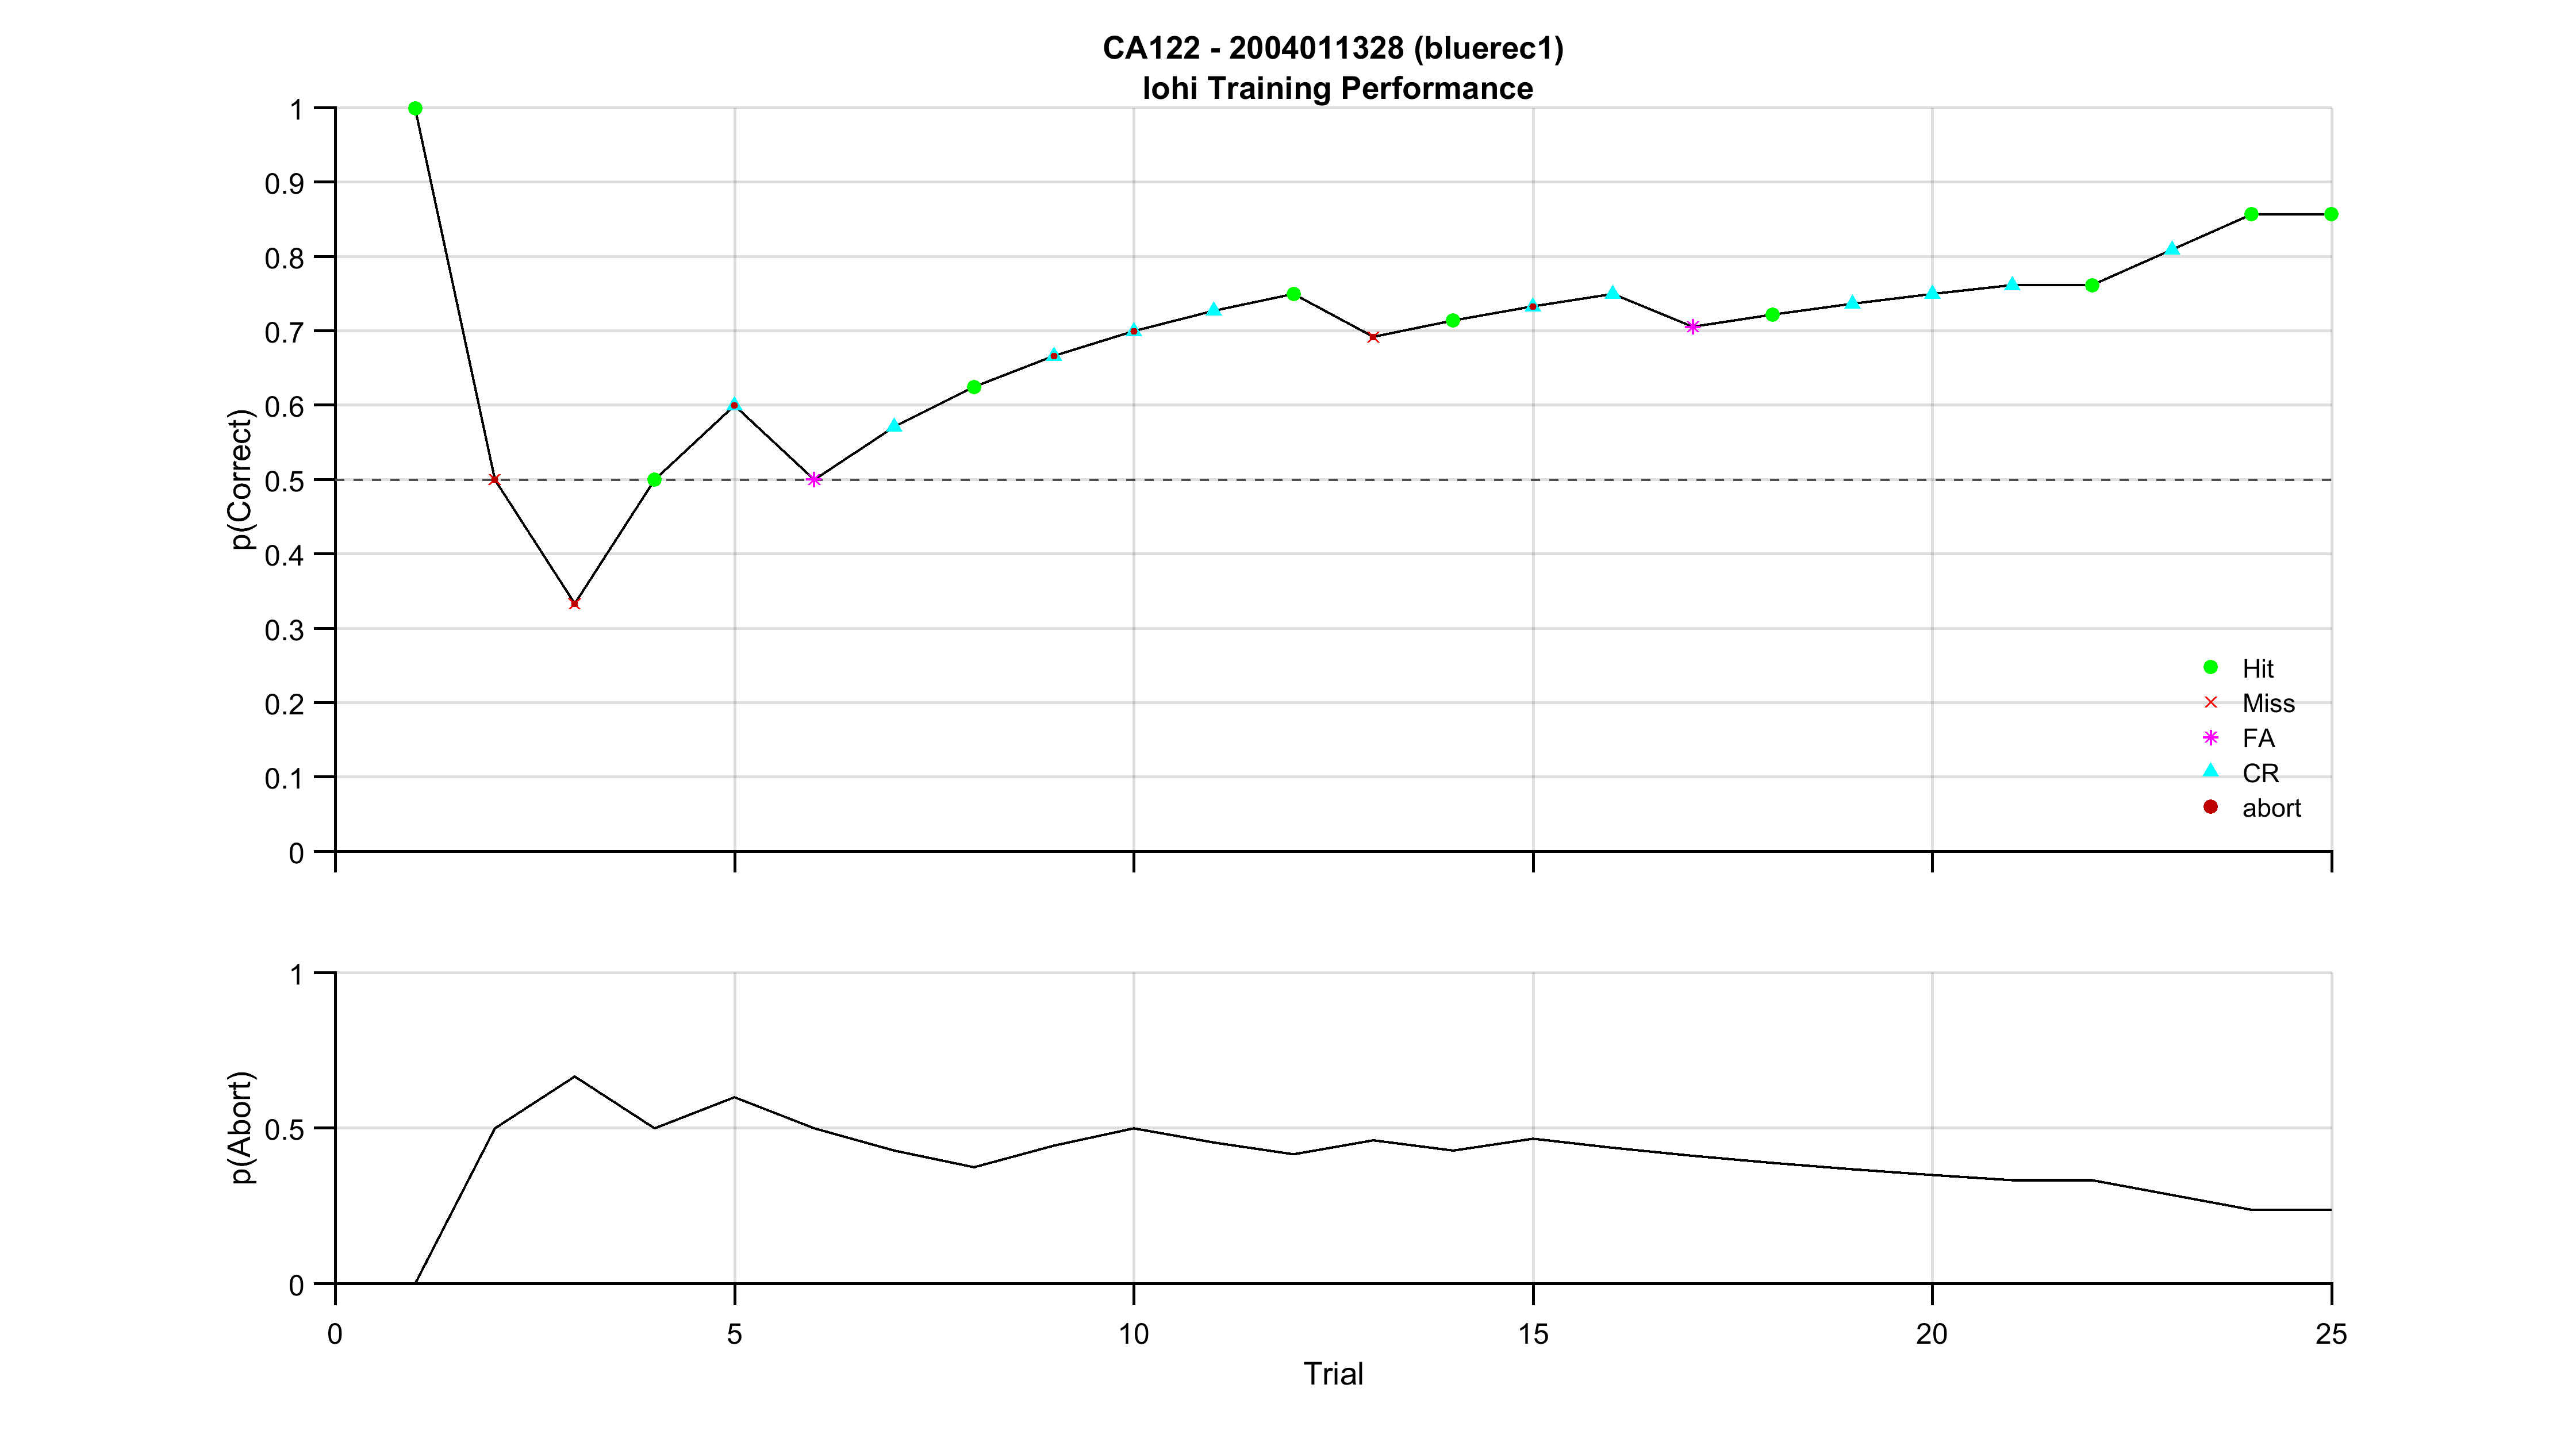 CA122 - 2004011328 (bluerec1)
lohi Training Performance
1
0.9
0.8
0.7
0.6
0.5
0.4
0.3
0.2
0.1
0
p(Correct)
Hit
Miss
FA
CR
abort
1
0.5
0
p(Abort)
0 5 10 15 20 25
Trial